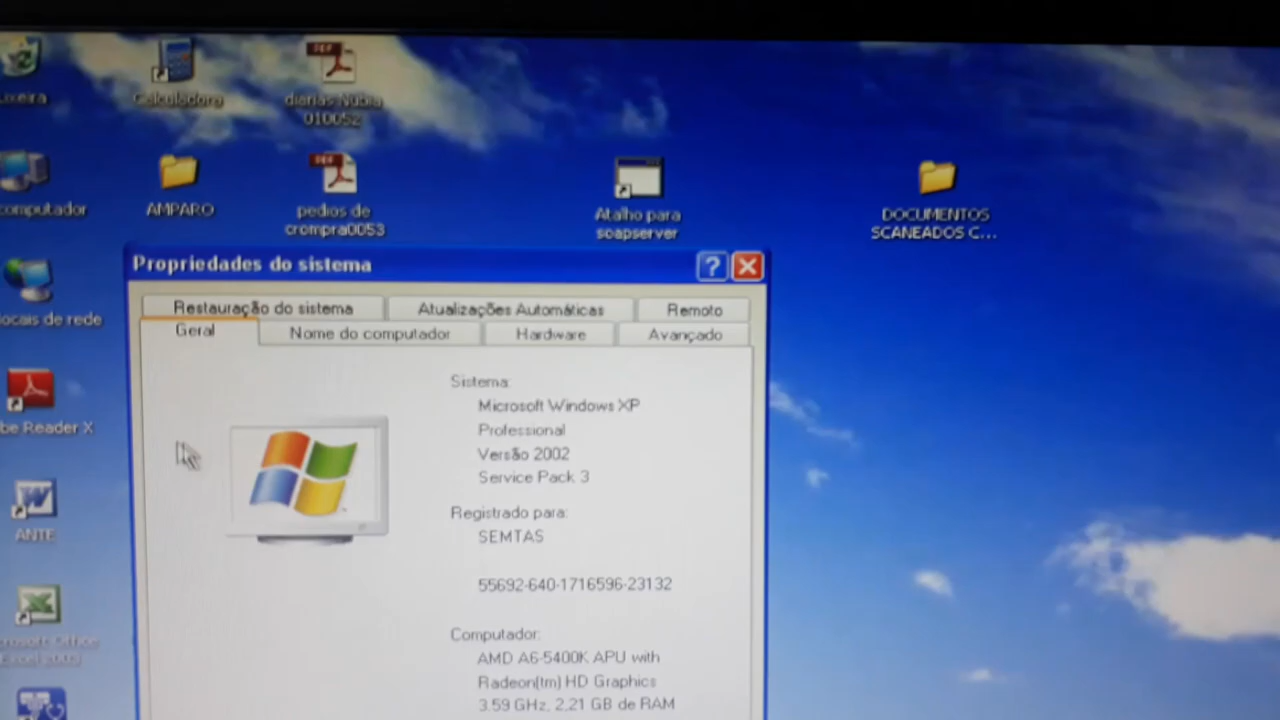 Calculadora
diarias Nubia
010052
computador
AMPARO
pedios de
crompra0053
Atalho para
soapserver
DOCUMENTOS
SCANEADOS C...
Propriedades do sistema
Restauração do sistema
Atualizações Automáticas
Remoto
Geral
Nome do computador
Hardware
Avançado
ocais de rede
be Reader X
ANTE
Sistema:
Microsoft Windows XP
Professional
Versão 2002
Service Pack 3
Registrado para:
SEMTAS
55692-640-1716596-23132
Computador:
AMD A6-5400K APU with
Radeon(tm) HD Graphics
3.59 GHz, 2,21 GB de RAM